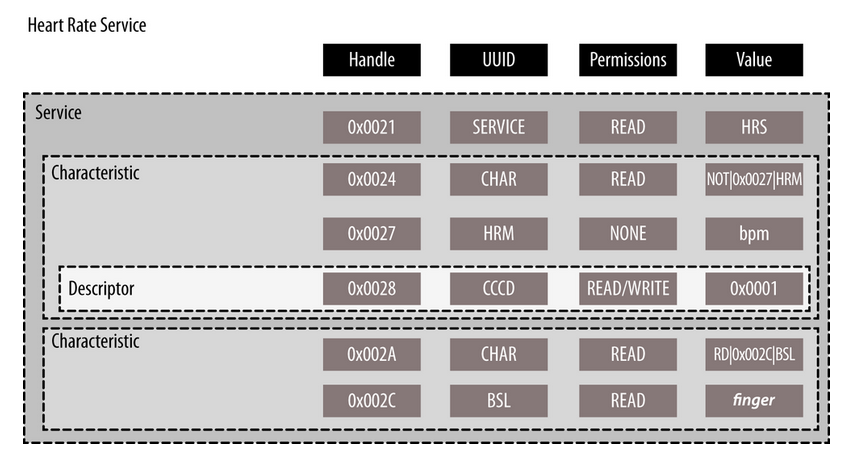 Heart Rate Service
Handle UUID Permissions Value
Service
0x0021 SERVICE READ HRS
Characteristic
0x0024 CHAR READ NOT|0x0027|HRM
0x0027 HRM NONE bpm
Descriptor 0x0028 CCCD READ/WRITE 0x0001
Characteristic
0x002A CHAR READ RD|0x002C|BSL
0x002C BSL READ finger